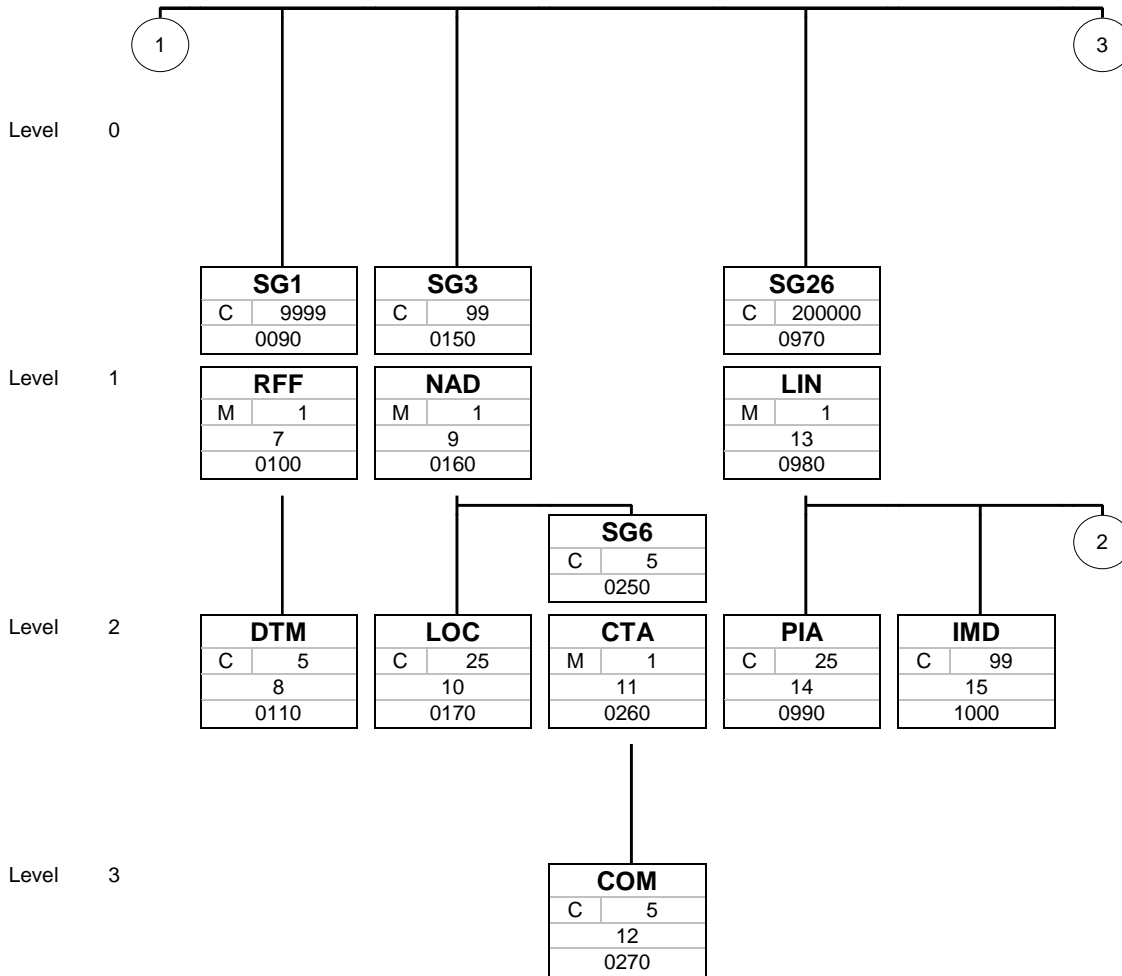 1 3
Level 0
SG1 SG3 SG26
C 9999 C 99 C 200000
0090 0150 0970
Level 1
RFF NAD LIN
M 1 M 1 M 1
7 9 13
0100 0160 0980
SG6 2
C 5
0250
Level 2
DTM LOC CTA PIA IMD
C 5 C 25 M 1 C 25 C 99
8 10 11 14 15
0110 0170 0260 0990 1000
Level 3
COM
C 5
12
0270